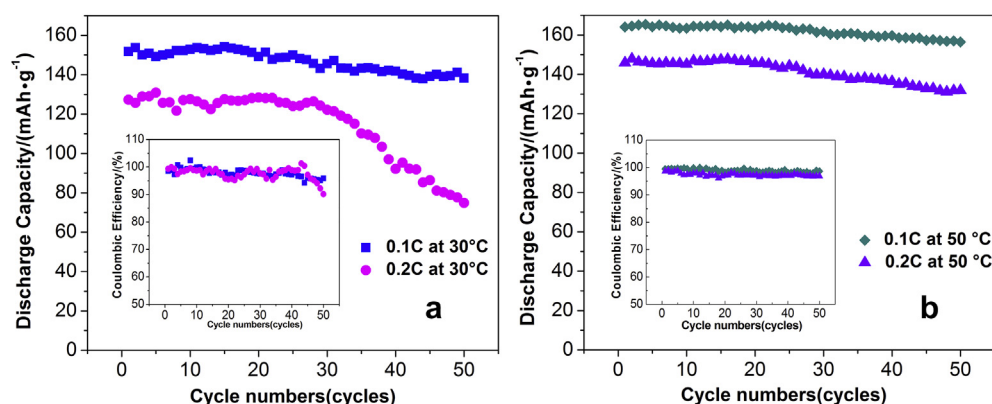 Discharge Capacity/(mAh•g⁻¹)
160
140
120
100
80
60
40
20
0
0 10 20 30 40 50
Cycle numbers(cycles)
Coulombic Efficiency/(%)
110
100
90
80
70
60
50
0 10 20 30 40 50
Cycle numbers(cycles)
0.1C at 30°C
0.2C at 30°C
a
Discharge Capacity/(mAh•g⁻¹)
160
140
120
100
80
60
40
20
0
0 10 20 30 40 50
Cycle numbers(cycles)
Coulombic Efficiency/(%)
110
100
90
80
70
60
50
0 10 20 30 40 50
Cycle numbers(cycles)
0.1C at 50 °C
0.2C at 50 °C
b